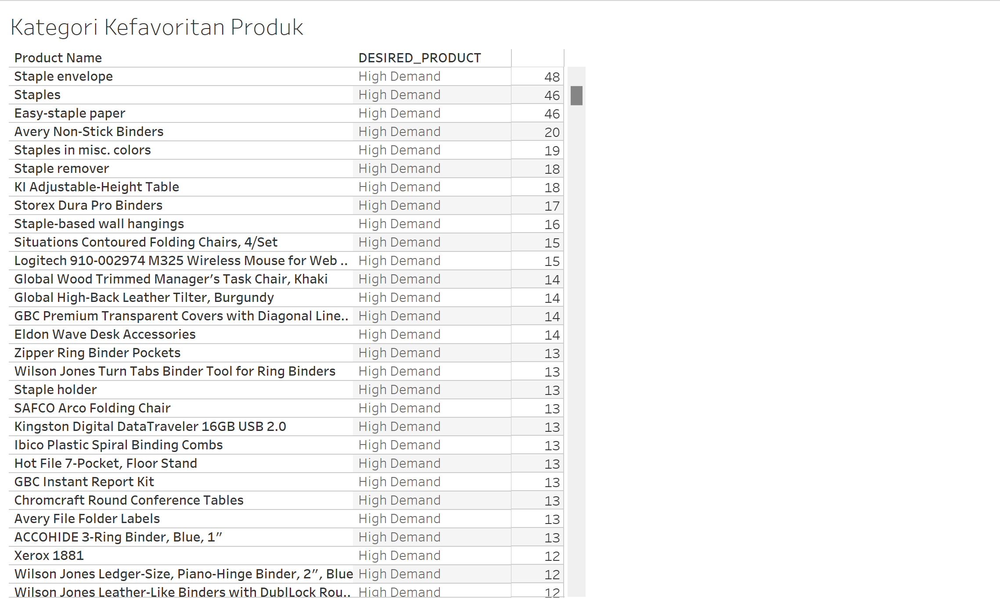 Kategori Kefavoritan Produk
Product Name DESIRED_PRODUCT
Staple envelope High Demand 48
Staples High Demand 46
Easy-staple paper High Demand 46
Avery Non-Stick Binders High Demand 20
Staples in misc. colors High Demand 19
Staple remover High Demand 18
KI Adjustable-Height Table High Demand 18
Storex Dura Pro Binders High Demand 17
Staple-based wall hangings High Demand 16
Situations Contoured Folding Chairs, 4/Set High Demand 15
Logitech 910-002974 M325 Wireless Mouse for Web .. High Demand 15
Global Wood Trimmed Manager's Task Chair, Khaki High Demand 14
Global High-Back Leather Tilter, Burgundy High Demand 14
GBC Premium Transparent Covers with Diagonal Line.. High Demand 14
Eldon Wave Desk Accessories High Demand 14
Zipper Ring Binder Pockets High Demand 13
Wilson Jones Turn Tabs Binder Tool for Ring Binders High Demand 13
Staple holder High Demand 13
SAFCO Arco Folding Chair High Demand 13
Kingston Digital DataTraveler 16GB USB 2.0 High Demand 13
Ibico Plastic Spiral Binding Combs High Demand 13
Hot File 7-Pocket, Floor Stand High Demand 13
GBC Instant Report Kit High Demand 13
Chromcraft Round Conference Tables High Demand 13
Avery File Folder Labels High Demand 13
ACCOHIDE 3-Ring Binder, Blue, 1" High Demand 13
Xerox 1881 High Demand 12
Wilson Jones Ledger-Size, Piano-Hinge Binder, 2", Blue High Demand 12
Wilson Jones Leather-Like Binders with DublLock Rou.. High Demand 12